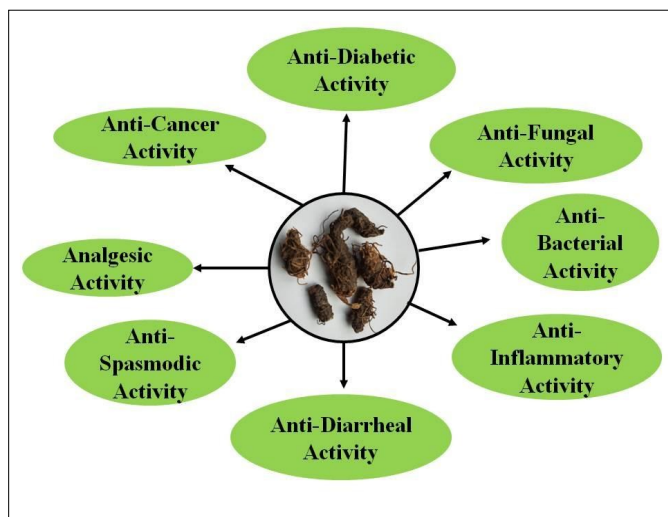 Anti-Diabetic
Activity
Anti-Cancer
Activity
Anti-Fungal
Activity
Anti-
Bacterial
Activity
Analgesic
Activity
Anti-
Inflammatory
Activity
Anti-
Spasmodic
Activity
Anti-Diarrheal
Activity